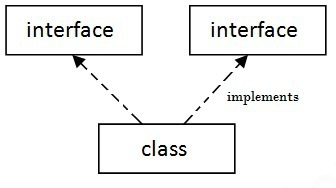 interface
interface
implements
class